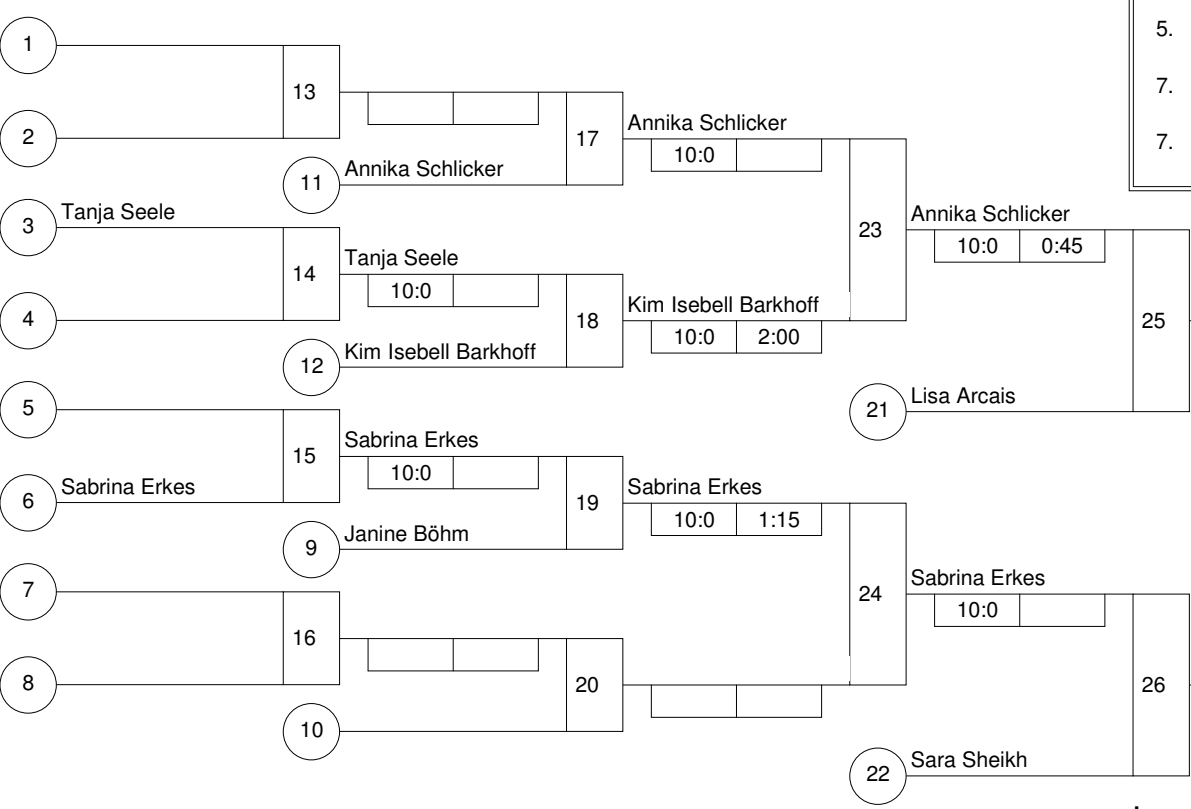 5.
1
13
7.
2
Annika Schlicker
17
10:0
7.
11
Annika Schlicker
3
Tanja Seele
Annika Schlicker
23
10:0 0:45
14
Tanja Seele
10:0
Kim Isebell Barkhoff
4
18
10:0 2:00
25
12
Kim Isebell Barkhoff
5
21
Lisa Arcais
15
Sabrina Erkes
10:0
6
Sabrina Erkes
Sabrina Erkes
19
10:0 1:15
9
Janine Böhm
7
Sabrina Erkes
24
10:0
16
8
20
26
10
22
Sara Sheikh